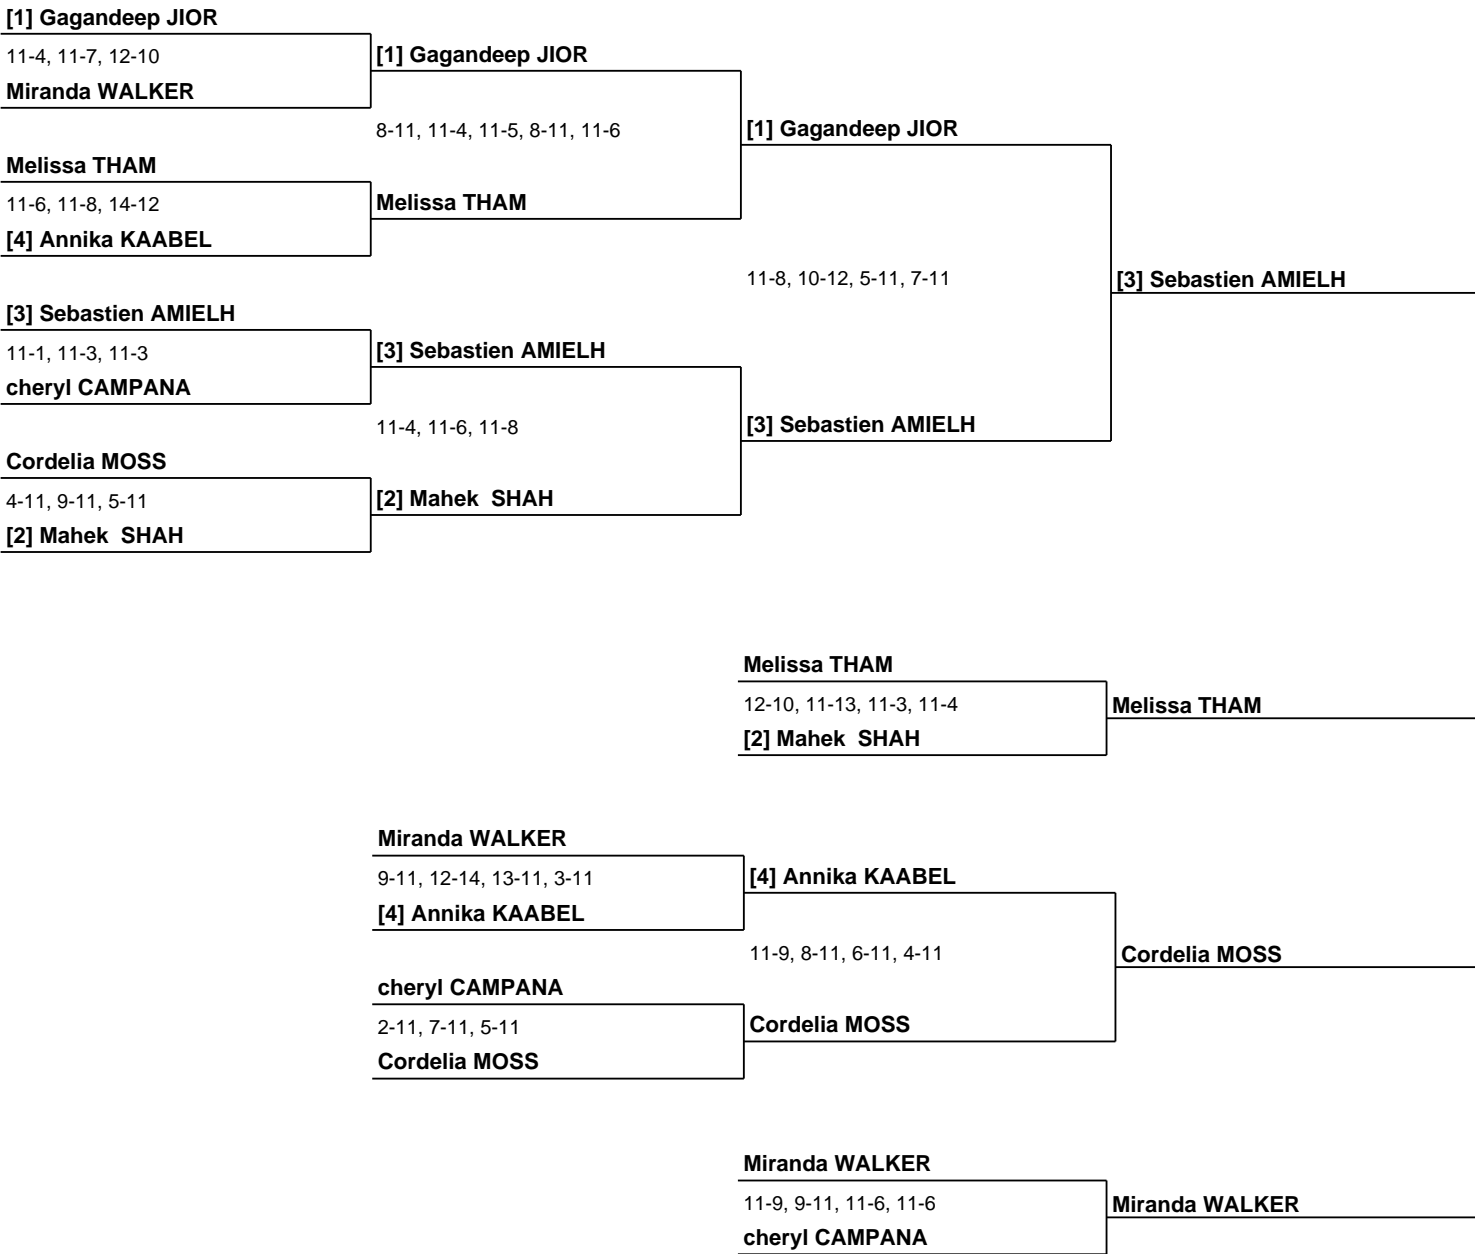 [1] Gagandeep JIOR
11-4, 11-7, 12-10
Miranda WALKER
[1] Gagandeep JIOR
8-11, 11-4, 11-5, 8-11, 11-6
Melissa THAM
11-6, 11-8, 14-12
[4] Annika KAABEL
Melissa THAM
[1] Gagandeep JIOR
11-8, 10-12, 5-11, 7-11
[3] Sebastien AMIELH
[3] Sebastien AMIELH
11-1, 11-3, 11-3
cheryl CAMPANA
[3] Sebastien AMIELH
11-4, 11-6, 11-8
Cordelia MOSS
4-11, 9-11, 5-11
[2] Mahek  SHAH
[2] Mahek  SHAH
[3] Sebastien AMIELH
Melissa THAM
12-10, 11-13, 11-3, 11-4
[2] Mahek  SHAH
Melissa THAM
Miranda WALKER
9-11, 12-14, 13-11, 3-11
[4] Annika KAABEL
[4] Annika KAABEL
11-9, 8-11, 6-11, 4-11
cheryl CAMPANA
2-11, 7-11, 5-11
Cordelia MOSS
Cordelia MOSS
Cordelia MOSS
Miranda WALKER
11-9, 9-11, 11-6, 11-6
cheryl CAMPANA
Miranda WALKER